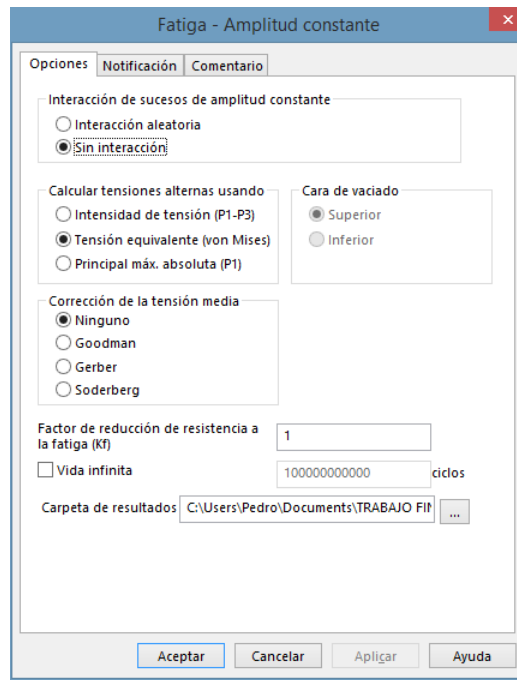 Fatiga - Amplitud constante
Opciones Notificación Comentario
Interacción de sucesos de amplitud constante
Interacción aleatoria
Sin interacción
Calcular tensiones alternas usando
Intensidad de tensión (P1-P3)
Tensión equivalente (von Mises)
Principal máx. absoluta (P1)
Cara de vaciado
Superior
Inferior
Corrección de la tensión media
Ninguno
Goodman
Gerber
Soderberg
Factor de reducción de resistencia a
la fatiga (Kf)
1
Vida infinita
100000000000 ciclos
Carpeta de resultados C:\Users\Pedro\Documents\TRABAJO FIN ...
Aceptar Cancelar Aplicar Ayuda